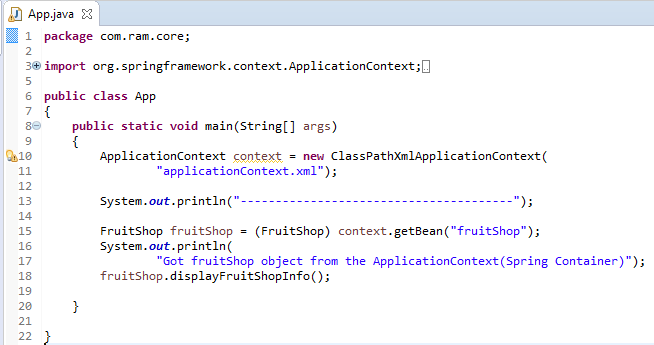 App.java
1 package com.ram.core;
2
3 import org.springframework.context.ApplicationContext;
5
6 public class App
7 {
8 public static void main(String[] args)
9 {
10 ApplicationContext context = new ClassPathXmlApplicationContext(
11 "applicationContext.xml");
12
13 System.out.println("---------------------------------------");
14
15 FruitShop fruitShop = (FruitShop) context.getBean("fruitShop");
16 System.out.println(
17 "Got fruitShop object from the ApplicationContext(Spring Container)");
18 fruitShop.displayFruitShopInfo();
19
20 }
21
22 }